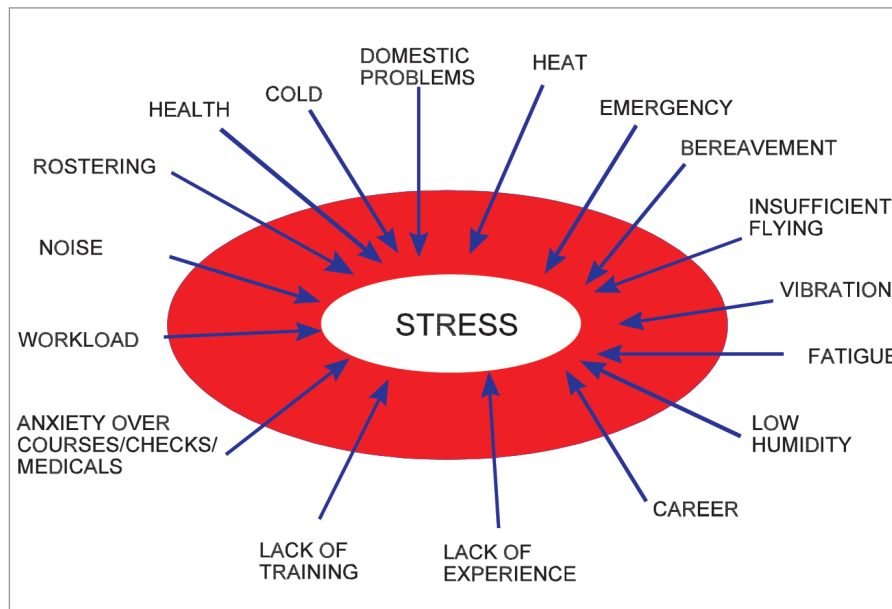 DOMESTIC
PROBLEMS
HEAT
COLD
HEALTH
EMERGENCY
ROSTERING
BEREAVEMENT
INSUFFICIENT
FLYING
NOISE
VIBRATION
STRESS
WORKLOAD
FATIGUE
ANXIETY OVER
COURSES/CHECKS/
MEDICALS
LOW
HUMIDITY
CAREER
LACK OF
TRAINING
LACK OF
EXPERIENCE